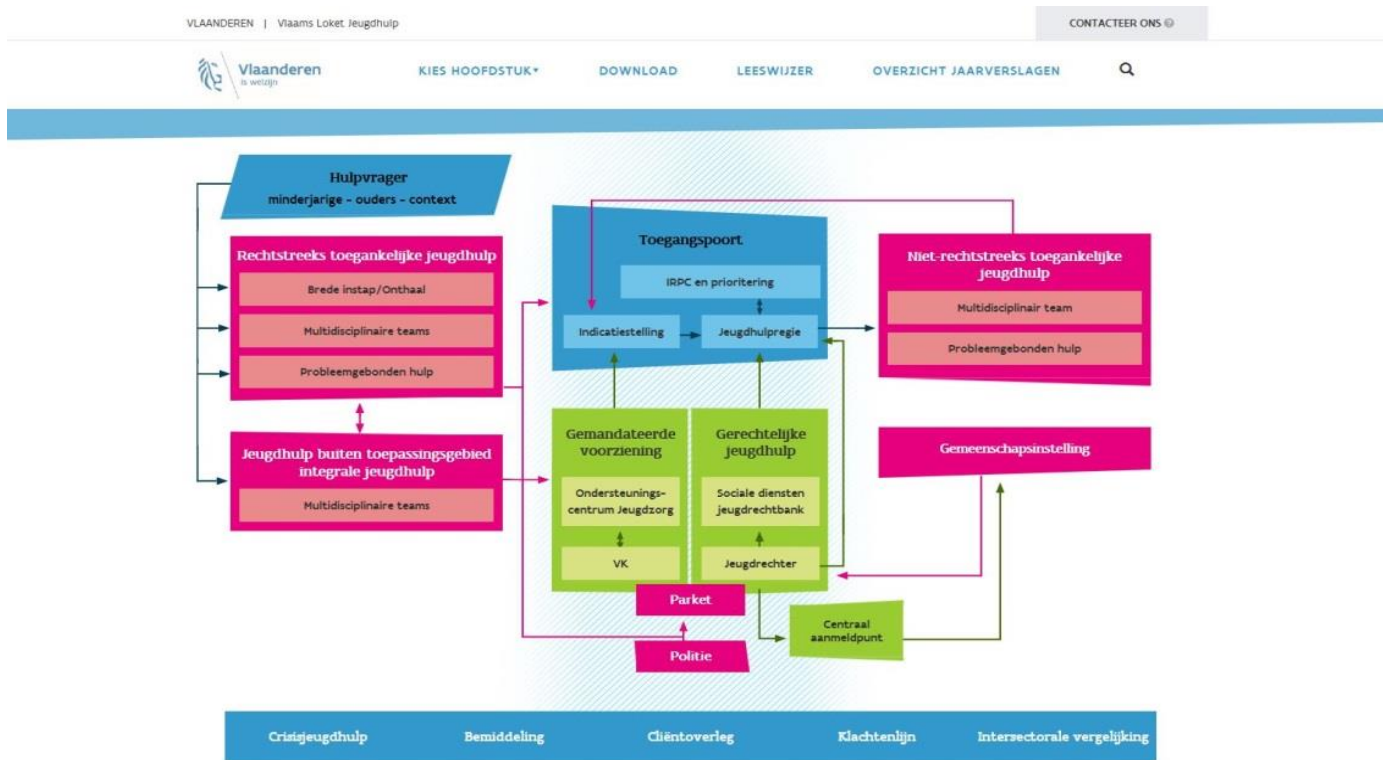 VLAANDEREN | Vlaams Loket Jeugdhulp
CONTACTEER ONS
Vlaanderen
is welzijn
KIES HOOFDSTUK
DOWNLOAD
LEESWIJZER
OVERZICHT JAARVERSLAGEN
Hulpvrager
minderjarige - ouders - context
Rechtstreeks toegankelijke jeugdhulp
Brede instap/Onthaal
Multidisciplinaire teams
Probleemgebonden hulp
Jeugdhulp buiten toepassingsgebied
integrale jeugdhulp
Multidisciplinaire teams
Toegangspoort
IRPC en prioritering
Indicatiestelling
Jeugdhulpregie
Gemandateerde
voorziening
Ondersteunings-
centrum Jeugdzorg
VK
Gerechtelijke
jeugdhulp
Sociale diensten
jeugdrechtbank
Jeugdrechter
Parket
Politie
Centraal
aanmeldpunt
Niet-rechtstreeks toegankelijke
jeugdhulp
Multidisciplinair team
Probleemgebonden hulp
Gemeenschapsinstelling
Crisisjeugdhulp
Bemiddeling
Cliëntoverleg
Klachtenlijn
Intersectorale vergelijking